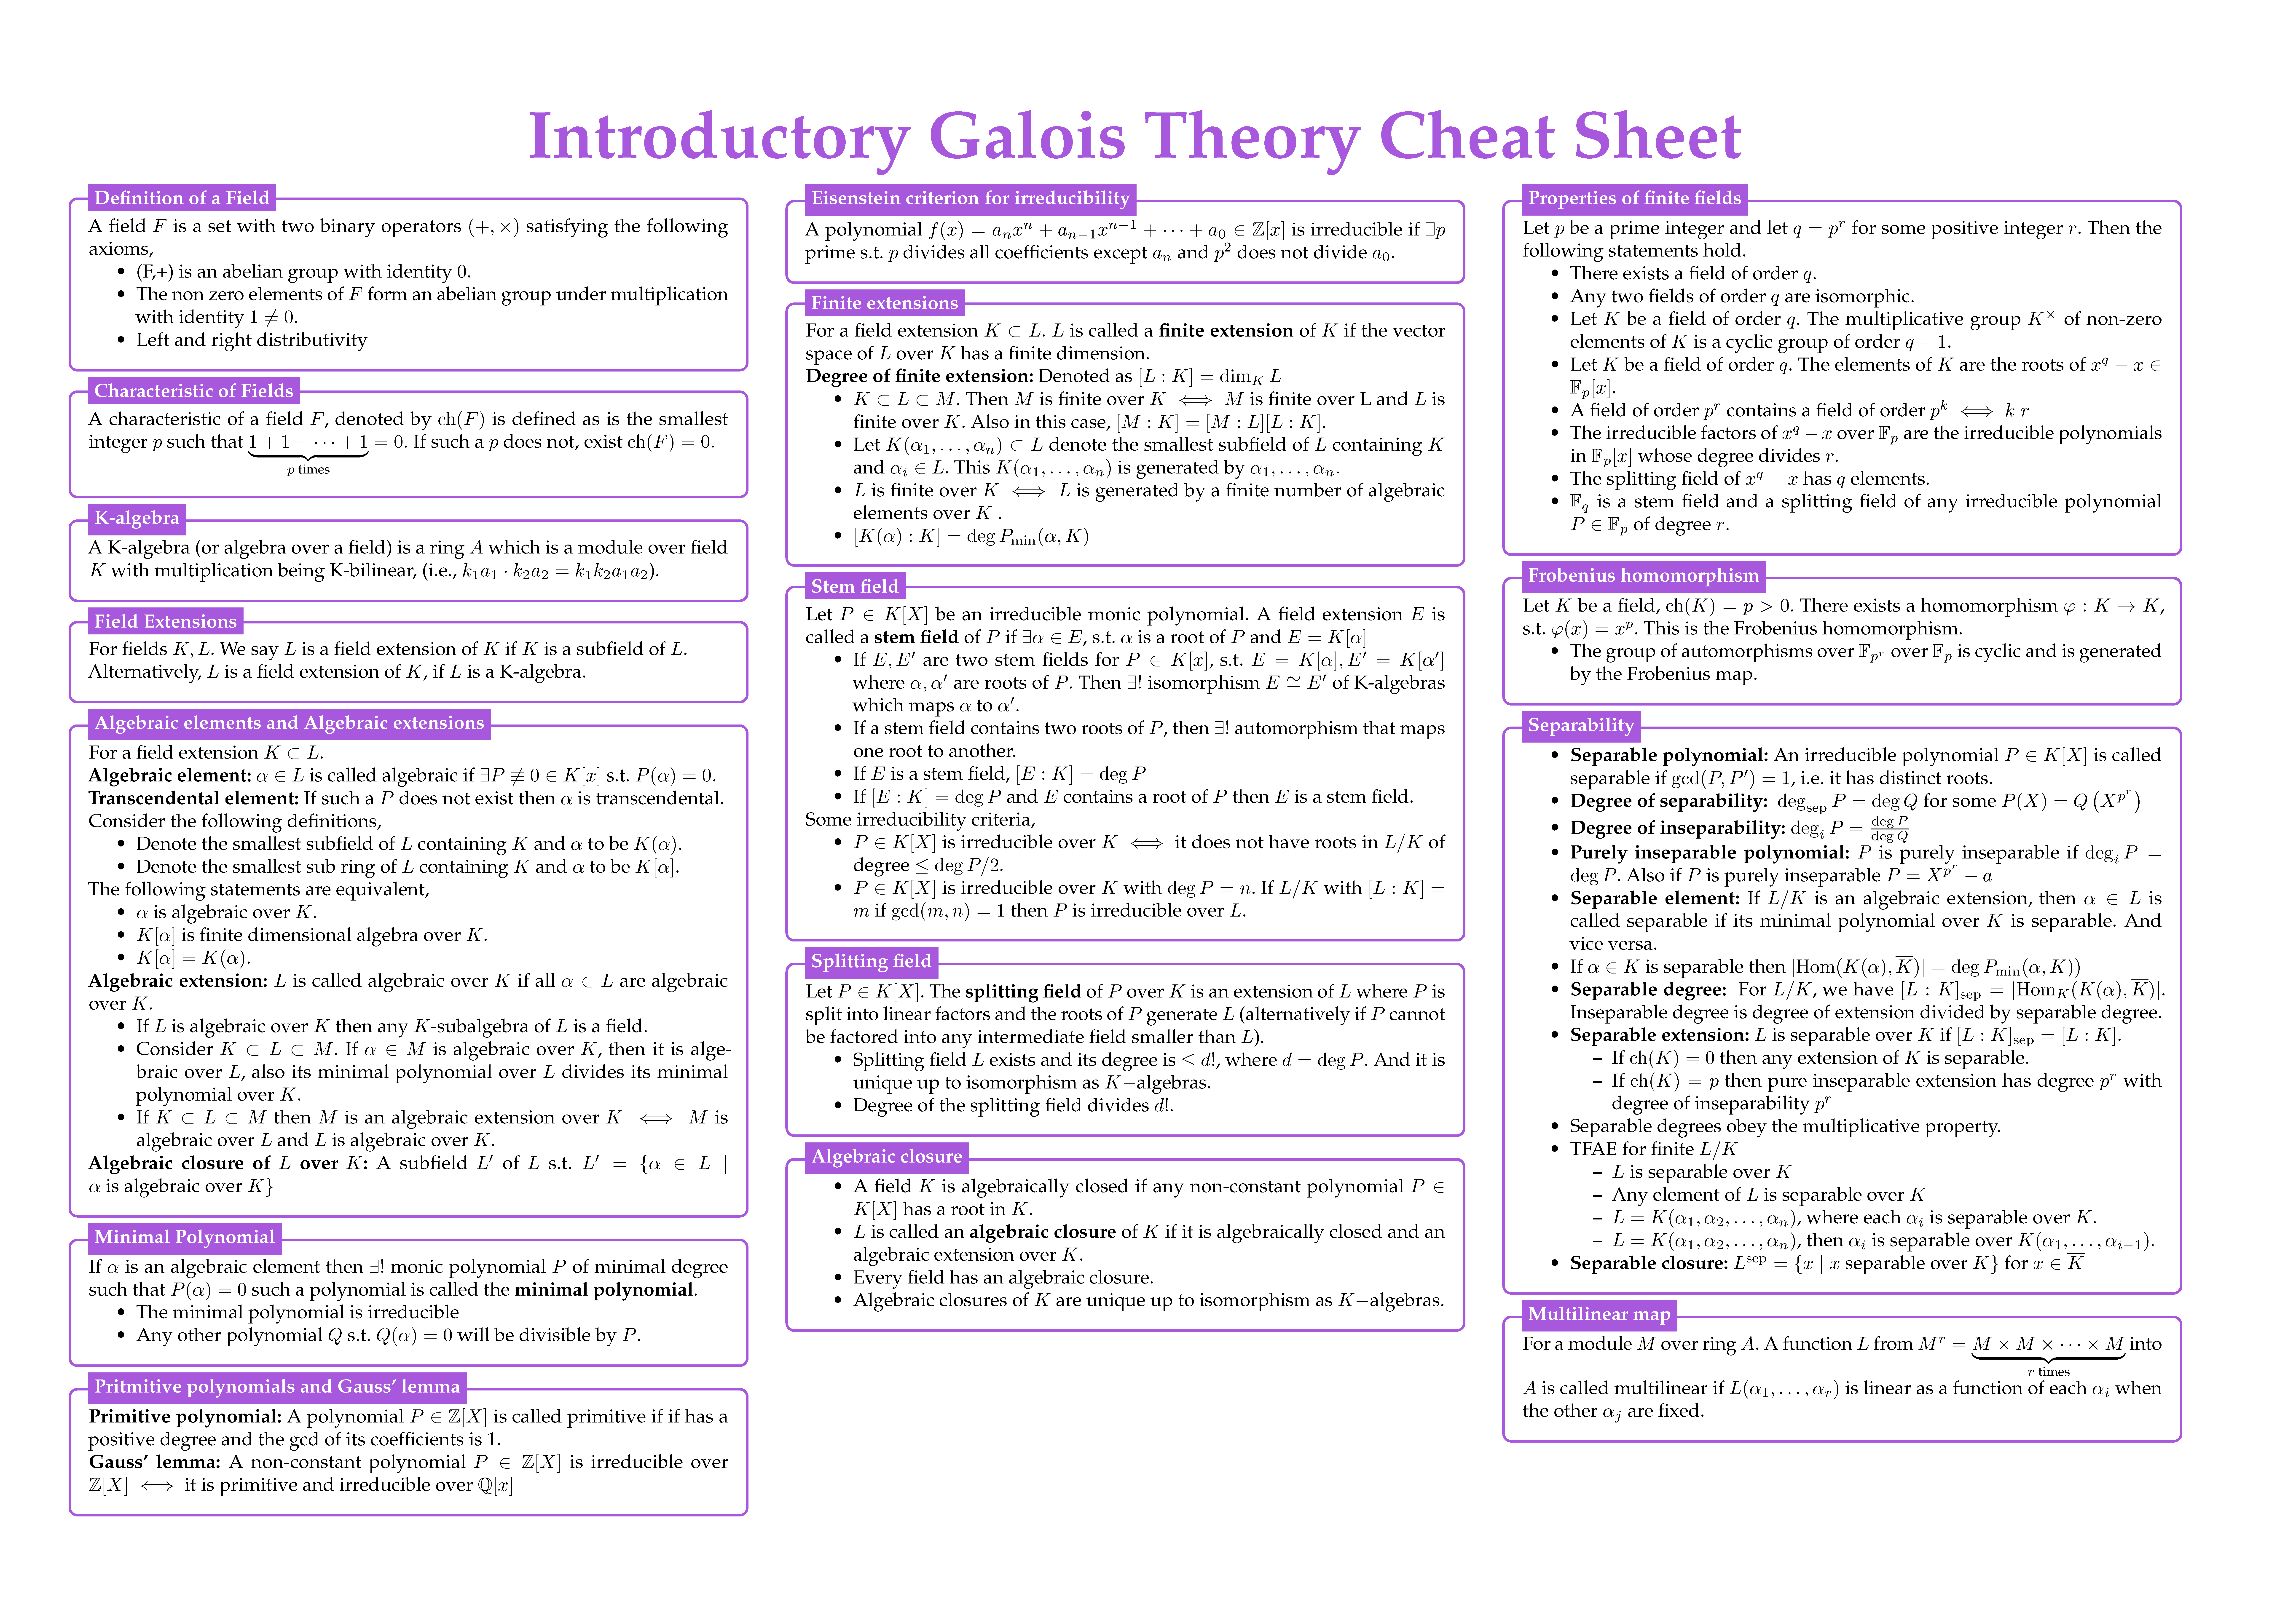 Introductory Galois Theory Cheat Sheet
Definition of a Field
A field F is a set with two binary operators (+, ×) satisfying the following
axioms,
• (F,+) is an abelian group with identity 0.
• The non zero elements of F form an abelian group under multiplication
with identity 1 ≠ 0.
• Left and right distributivity
Characteristic of Fields
A characteristic of a field F, denoted by ch(F) is defined as is the smallest
integer p such that 1 + 1 + ⋯ + 1 = 0. If such a p does not, exist ch(F) = 0.
p times
K-algebra
A K-algebra (or algebra over a field) is a ring A which is a module over field
K with multiplication being K-bilinear, (i.e., k₁a₁ · k₂a₂ = k₁k₂a₁a₂).
Field Extensions
For fields K, L. We say L is a field extension of K if K is a subfield of L.
Alternatively, L is a field extension of K, if L is a K-algebra.
Algebraic elements and Algebraic extensions
For a field extension K ⊂ L.
Algebraic element: α ∈ L is called algebraic if ∃P ≢ 0 ∈ K[x] s.t. P(α) = 0.
Transcendental element: If such a P does not exist then α is transcendental.
Consider the following definitions,
• Denote the smallest subfield of L containing K and α to be K(α).
• Denote the smallest sub ring of L containing K and α to be K[α].
The following statements are equivalent,
• α is algebraic over K.
• K[α] is finite dimensional algebra over K.
• K[α] = K(α).
Algebraic extension: L is called algebraic over K if all α ⊂ L are algebraic
over K.
• If L is algebraic over K then any K-subalgebra of L is a field.
• Consider K ⊂ L ⊂ M. If α ∈ M is algebraic over K, then it is alge-
braic over L, also its minimal polynomial over L divides its minimal
polynomial over K.
• If K ⊂ L ⊂ M then M is an algebraic extension over K ⟺ M is
algebraic over L and L is algebraic over K.
Algebraic closure of L over K: A subfield L′ of L s.t. L′ = {α ∈ L |
α is algebraic over K}
Minimal Polynomial
If α is an algebraic element then ∃! monic polynomial P of minimal degree
such that P(α) = 0 such a polynomial is called the minimal polynomial.
• The minimal polynomial is irreducible
• Any other polynomial Q s.t. Q(α) = 0 will be divisible by P.
Pritmitive polynomials and Gauss' lemma
Primitive polynomial: A polynomial P ∈ ℤ[X] is called primitive if if has a
positive degree and the gcd of its coefficients is 1.
Gauss' lemma: A non-constant polynomial P ∈ ℤ[X] is irreducible over
ℤ[X] ⟺ it is primitive and irreducible over ℚ[x]
Eisenstein criterion for irreducibility
A polynomial f(x) = aₙxⁿ + aₙ₋₁xⁿ⁻¹ + ⋯ + a₀ ∈ ℤ[x] is irreducible if ∃p
prime s.t. p divides all coefficients except aₙ and p² does not divide a₀.
Finite extensions
For a field extension K ⊂ L. L is called a finite extension of K if the vector
space of L over K has a finite dimension.
Degree of finite extension: Denoted as [L : K] = dim_K L
• K ⊂ L ⊂ M. Then M is finite over K ⟺ M is finite over L and L is
finite over K. Also in this case, [M : K] = [M : L][L : K].
• Let K(α₁, . . . , αₙ) ⊂ L denote the smallest subfield of L containing K
and αᵢ ∈ L. This K(α₁, . . . , αₙ) is generated by α₁, . . . , αₙ.
• L is finite over K ⟺ L is generated by a finite number of algebraic
elements over K .
• [K(α) : K] = deg P_min(α, K)
Stem field
Let P ∈ K[X] be an irreducible monic polynomial. A field extension E is
called a stem field of P if ∃α ∈ E, s.t. α is a root of P and E = K[α]
• If E, E′ are two stem fields for P ⊂ K[x], s.t. E = K[α], E′ = K[α′]
where α, α′ are roots of P. Then ∃! isomorphism E ≃ E′ of K-algebras
which maps α to α′.
• If a stem field contains two roots of P, then ∃! automorphism that maps
one root to another.
• If E is a stem field, [E : K] = deg P
• If [E : K] = deg P and E contains a root of P then E is a stem field.
Some irreducibility criteria,
• P ∈ K[X] is irreducible over K ⟺ it does not have roots in L/K of
degree ≤ deg P/2.
• P ∈ K[X] is irreducible over K with deg P = n. If L/K with [L : K] =
m if gcd(m, n) = 1 then P is irreducible over L.
Splitting field
Let P ∈ K[X]. The splitting field of P over K is an extension of L where P is
split into linear factors and the roots of P generate L (alternatively if P cannot
be factored into any intermediate field smaller than L).
• Splitting field L exists and its degree is ≤ d!, where d = deg P. And it is
unique up to isomorphism as K−algebras.
• Degree of the splitting field divides d!.
Algebraic closure
• A field K is algebraically closed if any non-constant polynomial P ∈
K[X] has a root in K.
• L is called an algebraic closure of K if it is algebraically closed and an
algebraic extension over K.
• Every field has an algebraic closure.
• Algebraic closures of K are unique up to isomorphism as K−algebras.
Properties of finite fields
Let p be a prime integer and let q = pʳ for some positive integer r. Then the
following statements hold.
• There exists a field of order q.
• Any two fields of order q are isomorphic.
• Let K be a field of order q. The multiplicative group K^× of non-zero
elements of K is a cyclic group of order q − 1.
• Let K be a field of order q. The elements of K are the roots of x^q − x ∈
𝔽ₚ[x].
• A field of order pʳ contains a field of order pᵏ ⟺ k r
• The irreducible factors of x^q − x over 𝔽ₚ are the irreducible polynomials
in 𝔽ₚ[x] whose degree divides r.
• The splitting field of x^q − x has q elements.
• 𝔽_q is a stem field and a splitting field of any irreducible polynomial
P ∈ 𝔽ₚ of degree r.
Frobenius homomorphism
Let K be a field, ch(K) = p > 0. There exists a homomorphism φ : K → K,
s.t. φ(x) = xᵖ. This is the Frobenius homomorphism.
• The group of automorphisms over 𝔽_{pʳ} over 𝔽ₚ is cyclic and is generated
by the Frobenius map.
Separability
• Separable polynomial: An irreducible polynomial P ∈ K[X] is called
separable if gcd(P, P′) = 1, i.e. it has distinct roots.
• Degree of separability: deg_sep P = deg Q for some P(X) = Q (X^{pʳ})
• Degree of inseparability: degᵢ P = deg P / deg Q
• Purely inseparable polynomial: P is purely inseparable if degᵢ P =
deg P. Also if P is purely inseparable P = X^{pʳ} − a
• Separable element: If L/K is an algebraic extension, then α ∈ L is
called separable if its minimal polynomial over K is separable. And
vice versa.
• If α ∈ K is separable then |Hom(K(α), K̅)| = deg P_min(α, K))
• Separable degree: For L/K, we have [L : K]_sep = |Hom_K(K(α), K̅)|.
Inseparable degree is degree of extension divided by separable degree.
• Separable extension: L is separable over K if [L : K]_sep = [L : K].
– If ch(K) = 0 then any extension of K is separable.
– If ch(K) = p then pure inseparable extension has degree pʳ with
degree of inseparability pʳ
• Separable degrees obey the multiplicative property.
• TFAE for finite L/K
– L is separable over K
– Any element of L is separable over K
– L = K(α₁, α₂, . . . , αₙ), where each αᵢ is separable over K.
– L = K(α₁, α₂, . . . , αₙ), then αᵢ is separable over K(α₁, . . . , αᵢ₋₁).
• Separable closure: L^sep = {x | x separable over K} for x ∈ K̅
Multilinear map
For a module M over ring A. A function L from Mʳ = M × M × ⋯ × M into
r times
A is called multilinear if L(α₁, . . . , αᵣ) is linear as a function of each αᵢ when
the other αⱼ are fixed.